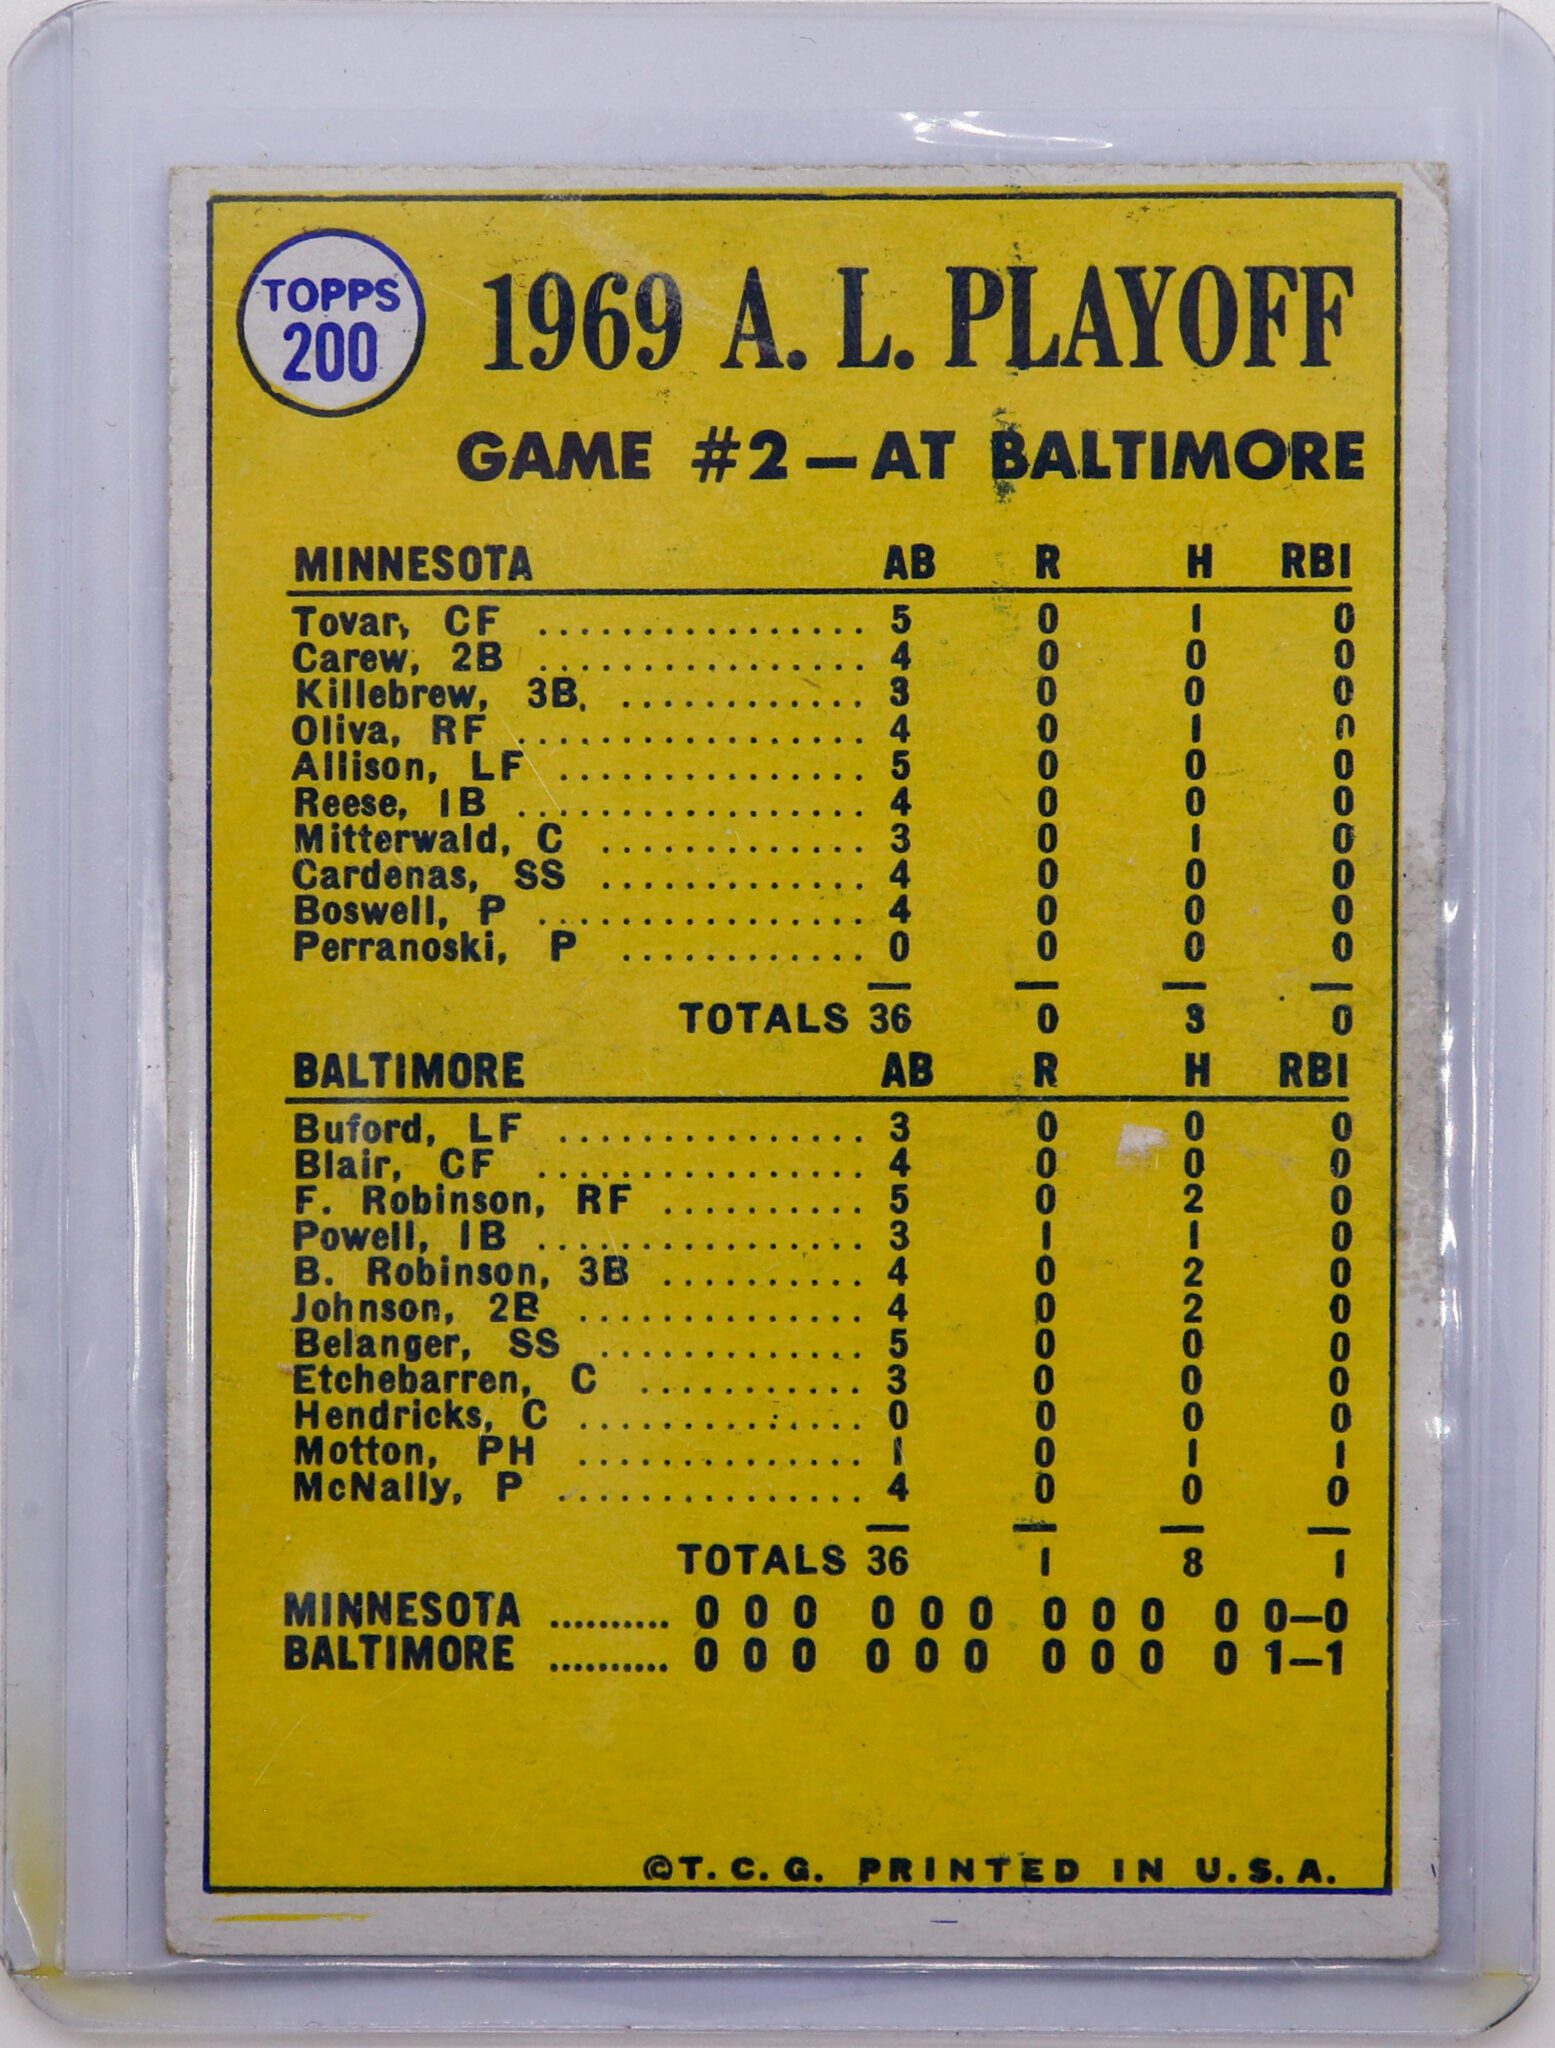 TOPPS
200
1969 A. L. PLAYOFF
GAME #2 — AT BALTIMORE
MINNESOTA AB R H RBI
Tovar, CF ................ 5 0 1 0
Carew, 2B ................ 4 0 0 0
Killebrew, 3B, ............ 3 0 0 0
Oliva, RF ................. 4 0 1 0
Allison, LF ............... 5 0 0 0
Reese, 1B ................. 4 0 0 0
Mitterwald, C ............. 3 0 1 0
Cardenas, SS ............. 4 0 0 0
Boswell, P ................ 4 0 0 0
Perranoski, P ............ 0 0 0 0
TOTALS 36 0 3 0
BALTIMORE AB R H RBI
Buford, LF ............... 3 0 0 0
Blair, CF ................ 4 0 0 0
F. Robinson, RF .......... 5 0 2 0
Powell, 1B ................ 3 1 1 0
B. Robinson, 3B .......... 4 0 2 0
Johnson, 2B .............. 4 0 2 0
Belanger, SS ............. 5 0 0 0
Etchebarren, C ........... 3 0 0 0
Hendricks, C .............. 0 0 0 0
Motton, PH .............. 1 0 1 1
McNally, P ............... 4 0 0 0
TOTALS 36 1 8 1
MINNESOTA .......... 0 0 0 0 0 0 0 0 0 0 0—0
BALTIMORE .......... 0 0 0 0 0 0 0 0 0 0 1—1
©T. C. G. PRINTED IN U. S. A.